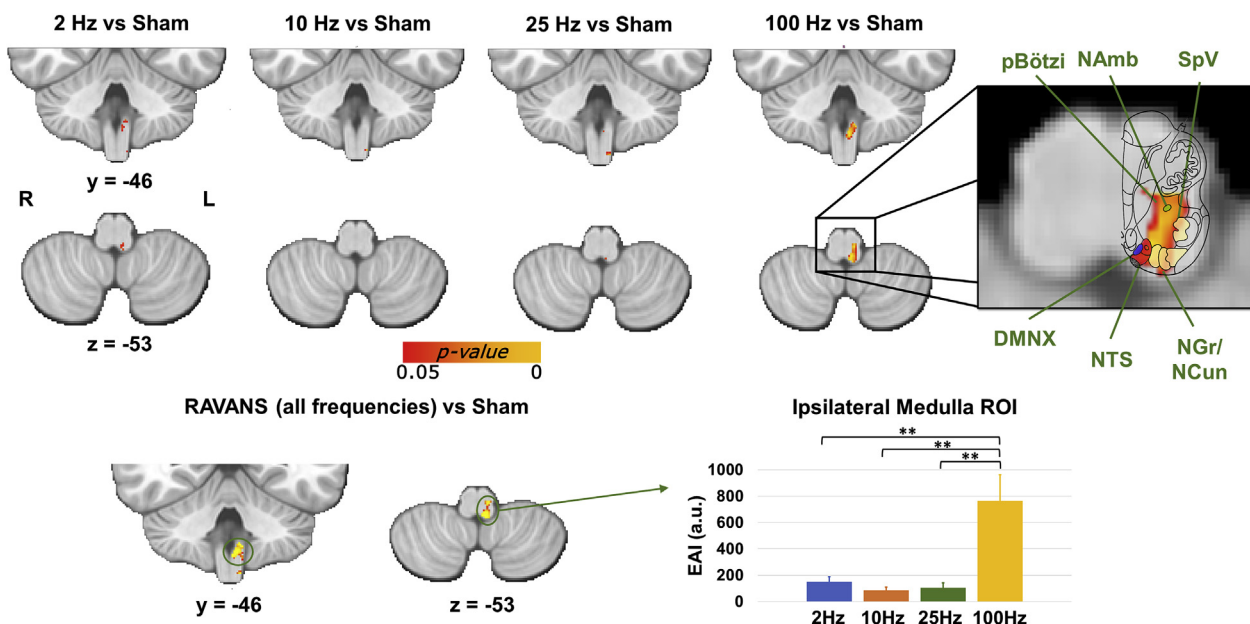 2 Hz vs Sham
10 Hz vs Sham
25 Hz vs Sham
100 Hz vs Sham
pBötzi
NAmb
SpV
y = -46
R
L
z = -53
p-value
0.05
0
DMNX
NTS
NGr/
NCun
RAVANS (all frequencies) vs Sham
y = -46
z = -53
Ipsilateral Medulla ROI
**
**
**
EAI (a.u.)
1000
800
600
400
200
0
2Hz
10Hz
25Hz
100Hz